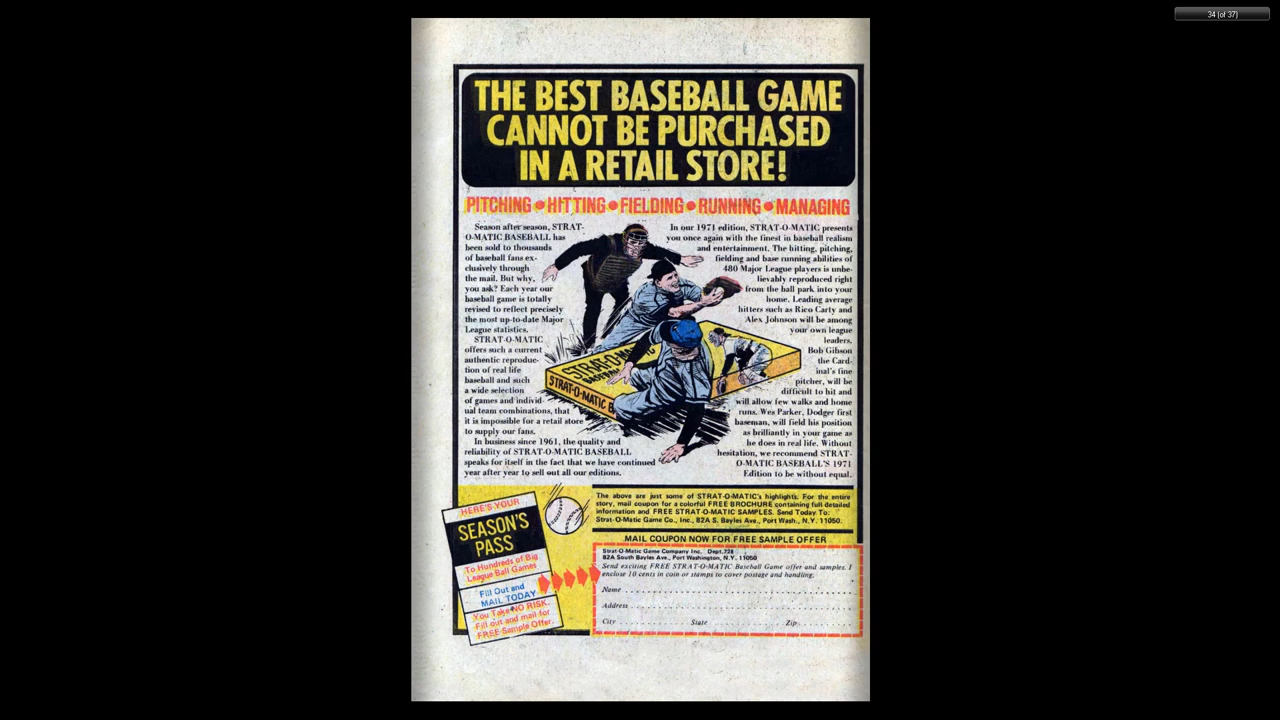 34 (of 37)
THE BEST BASEBALL GAME
CANNOT BE PURCHASED
IN A RETAIL STORE!
PITCHING • HITTING • FIELDING • RUNNING • MANAGING
Season after season, STRAT-
O-MATIC BASEBALL has
been sold to thousands
of baseball fans ex-
clusively through
the mail. But why,
you ask? Each year our
baseball game is totally
revised to reflect precisely
the most up-to-date Major
League statistics.
STRAT-O-MATIC
offers such a current
authentic reproduc-
tion of real life
baseball and such
a wide selection
of games and individ-
ual team combinations, that
it is impossible for a retail store
to supply our fans.
In business since 1961, the quality and
reliability of STRAT-O-MATIC BASEBALL
speaks for itself in the fact that we have continued
year after year to sell out all our editions.
In our 1971 edition, STRAT-O-MATIC presents
you once again with the finest in baseball realism
and entertainment. The hitting, pitching,
fielding and base running abilities of
480 Major League players is unbe-
lievably reproduced right
from the ball park into your
home. Leading average
hitters such as Rico Carty and
Alex Johnson will be among
your own league
leaders.
Bob Gibson
the Card-
inal's fine
pitcher, will be
difficult to hit and
will allow few walks and home
runs. Wes Parker, Dodger first
baseman, will field his position
as brilliantly in your game as
he does in real life. Without
hesitation, we recommend STRAT-
O-MATIC BASEBALL'S 1971
Edition to be without equal.
STRAT-O-MATIC
BASEBALL
STRAT-O-MATIC B
HERE'S YOUR
SEASON'S
PASS
To Hundreds of Big
League Ball Games
Fill Out and
MAIL TODAY
You Take NO RISK.
Fill out and mail for
FREE Sample Offer.
The above are just some of STRAT-O-MATIC's highlights. For the entire
story, mail coupon for a colorful FREE BROCHURE containing full detailed
information and FREE STRAT-O-MATIC SAMPLES. Send Today To:
Strat-O-Matic Game Co., Inc., 82A S. Bayles Ave., Port Wash., N.Y. 11050.
MAIL COUPON NOW FOR FREE SAMPLE OFFER
Strat-O-Matic Game Company Inc. Dept.728
82A South Bayles Ave., Port Washington, N.Y. 11050
Send exciting FREE STRAT-O-MATIC Baseball Game offer and samples. I
enclose 10 cents in coin or stamps to cover postage and handling.
Name
Address
City State Zip